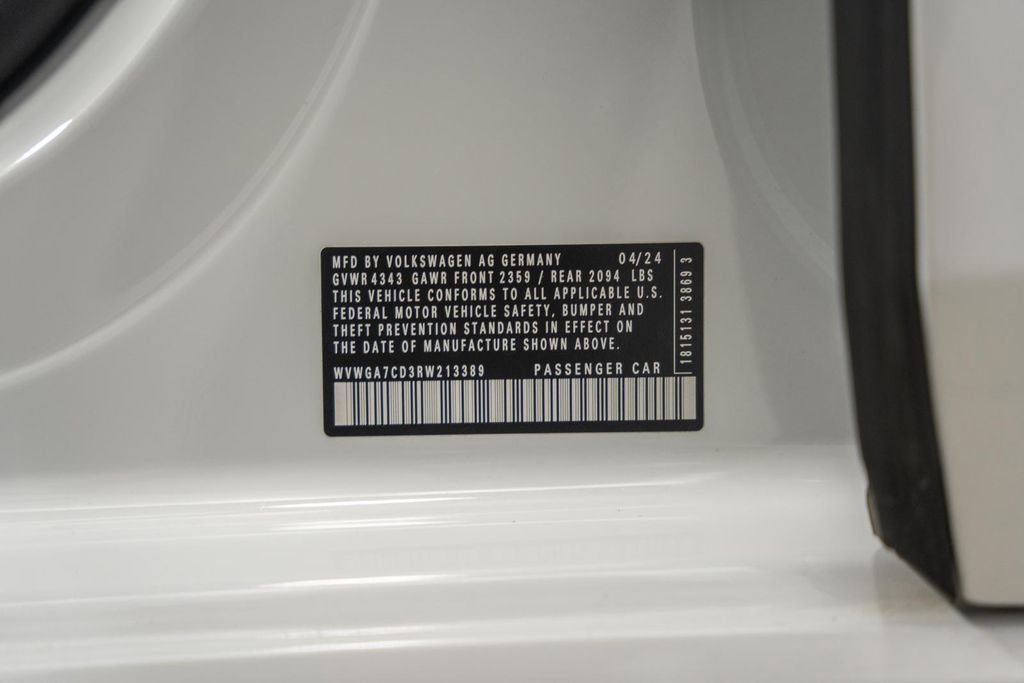 MFD BY VOLKSWAGEN AG GERMANY 04/24
GVWR 4343 GAWR FRONT 2359 / REAR 2094 LBS
THIS VEHICLE CONFORMS TO ALL APPLICABLE U.S.
FEDERAL MOTOR VEHICLE SAFETY, BUMPER AND
THEFT PREVENTION STANDARDS IN EFFECT ON
THE DATE OF MANUFACTURE SHOWN ABOVE.
WVWGA7CD3RW213389 PASSENGER CAR
1815131 3869 3